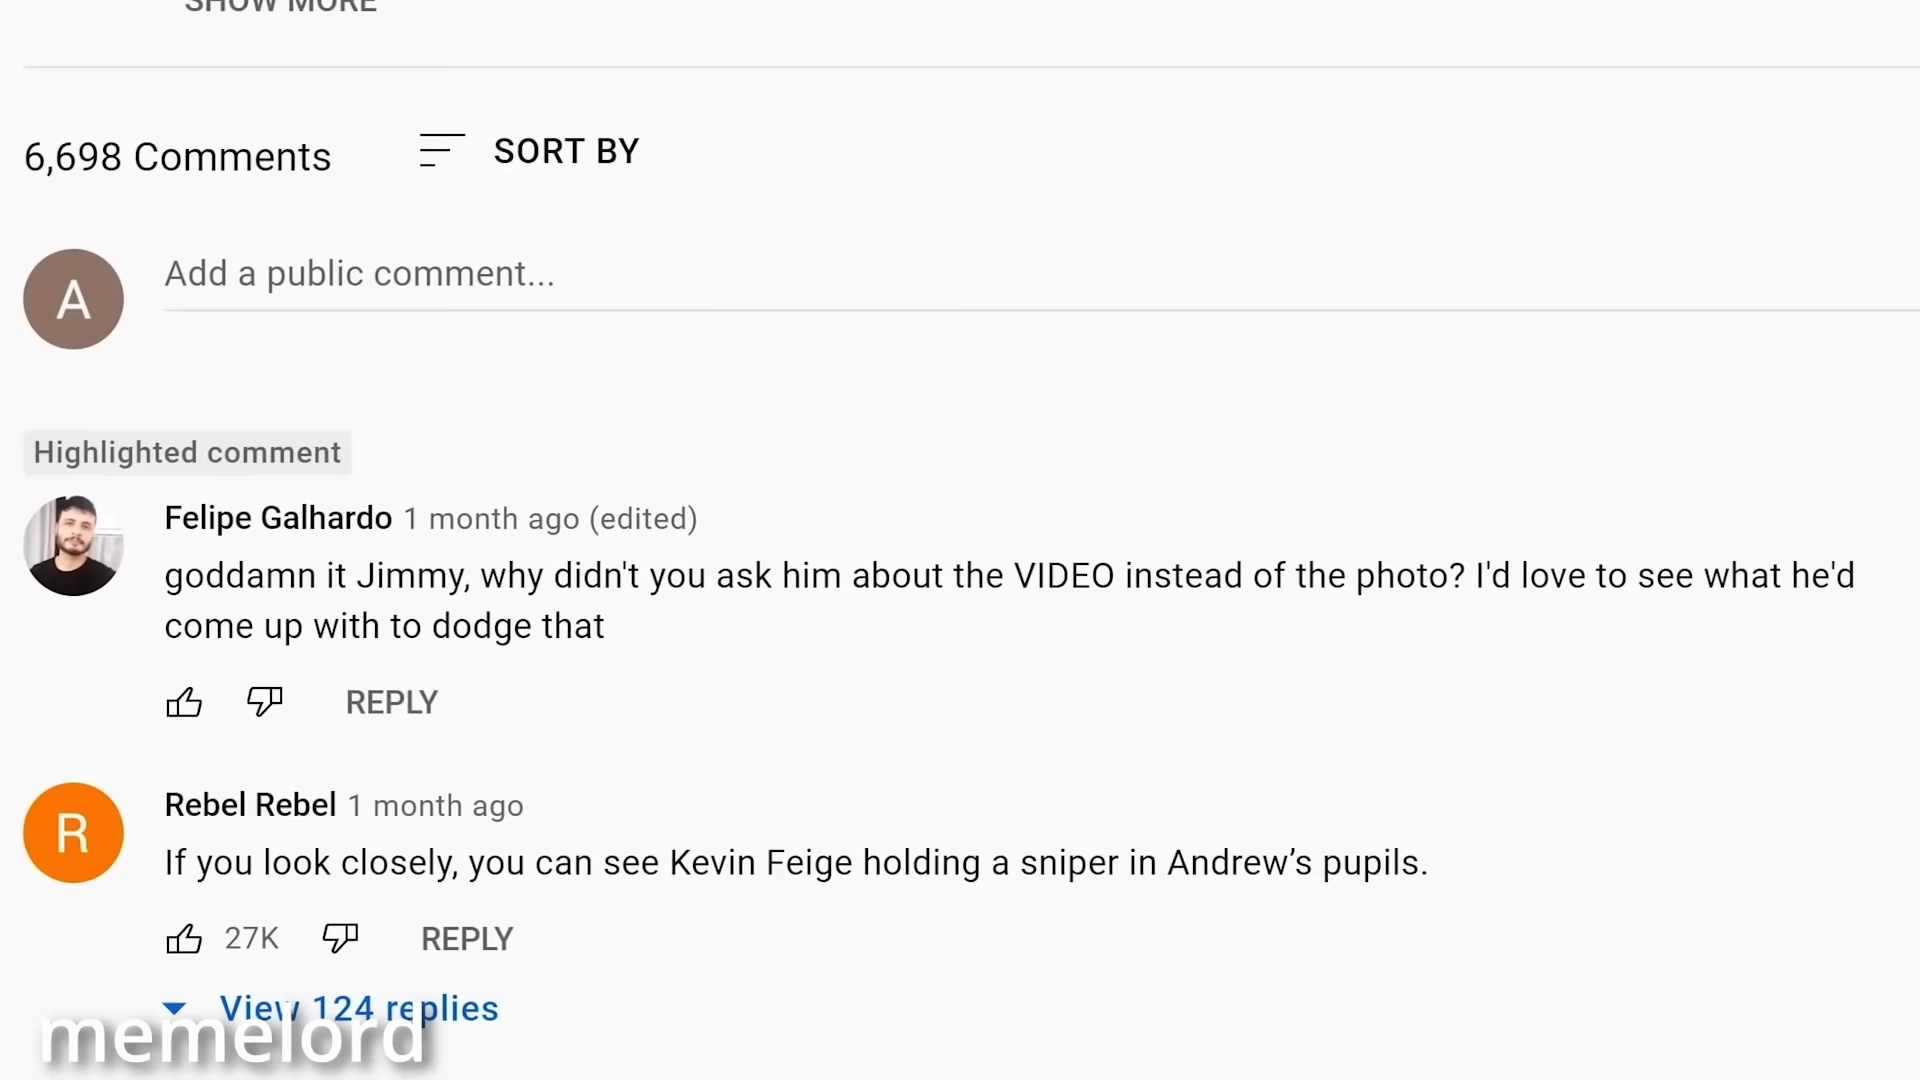 SHOW MORE
6,698 Comments
SORT BY
A
Add a public comment...
Highlighted comment
Felipe Galhardo 1 month ago (edited)
goddamn it Jimmy, why didn't you ask him about the VIDEO instead of the photo? I'd love to see what he'd
come up with to dodge that
REPLY
R
Rebel Rebel 1 month ago
If you look closely, you can see Kevin Feige holding a sniper in Andrew’s pupils.
27K
REPLY
View 124 replies
memelord